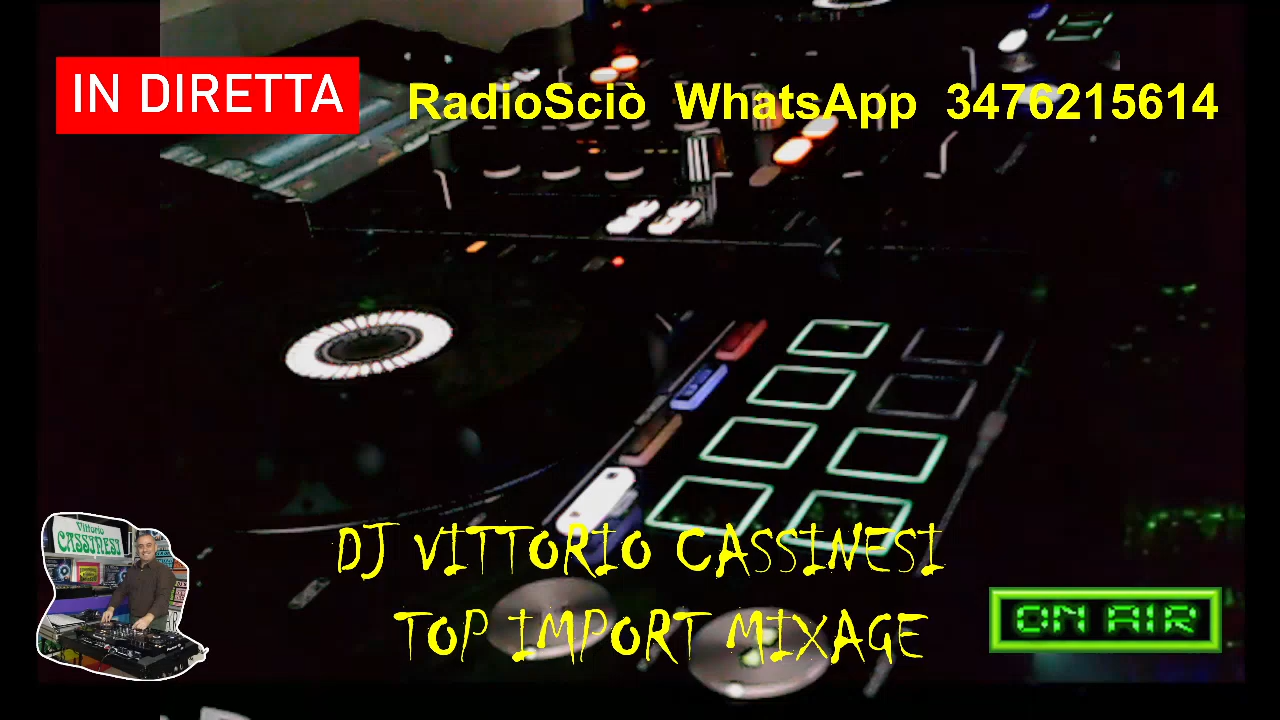 IN DIRETTA
RadioSciò WhatsApp 3476215614
Vittorio
CASSINESI
DJ VITTORIO CASSINESI
TOP IMPORT MIXAGE
ON AIR